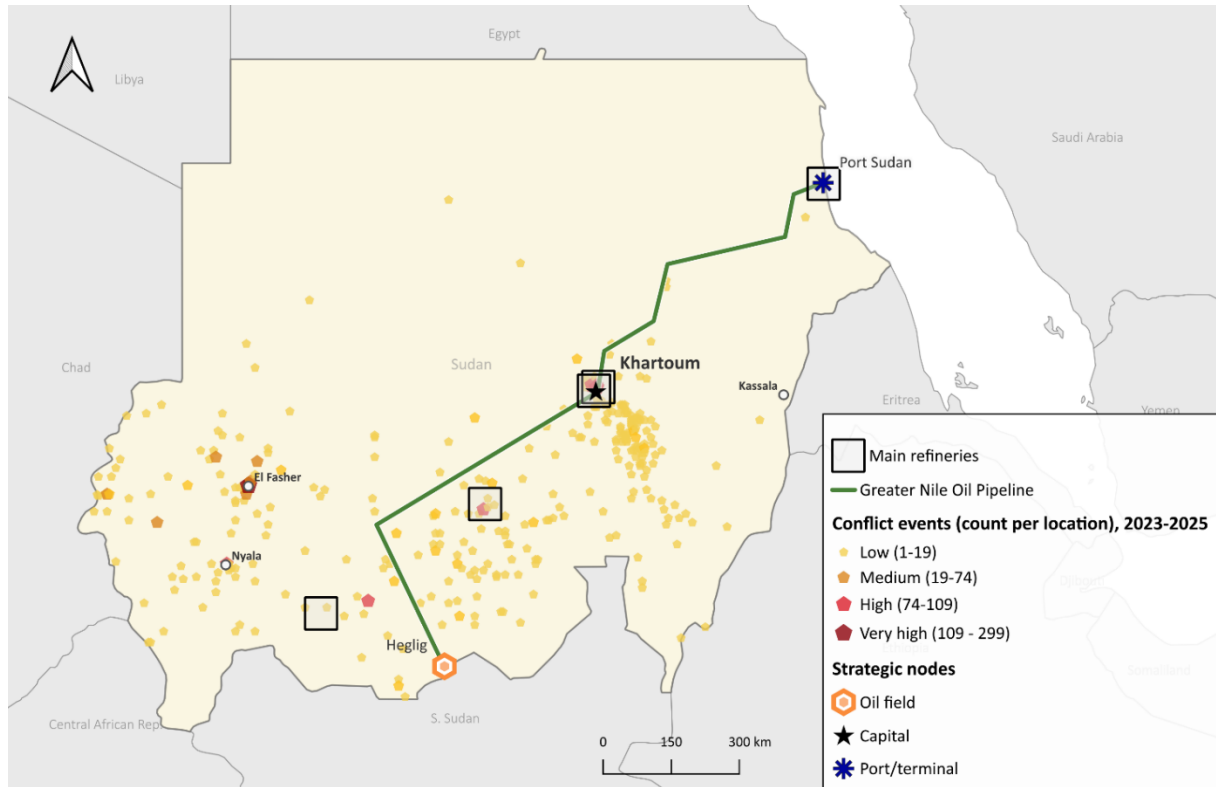 Egypt
Libya
Saudi Arabia
Port Sudan
Chad
Sudan
Khartoum
Kassala
Eritrea
Yemen
El Fasher
Nyala
Heglig
Central African Rep.
S. Sudan
0 150 300 km
Main refineries
Greater Nile Oil Pipeline
Conflict events (count per location), 2023-2025
Low (1-19)
Medium (19-74)
High (74-109)
Very high (109 - 299)
Djibouti
Ethiopia
Somaliland
Strategic nodes
Oil field
Capital
Port/terminal